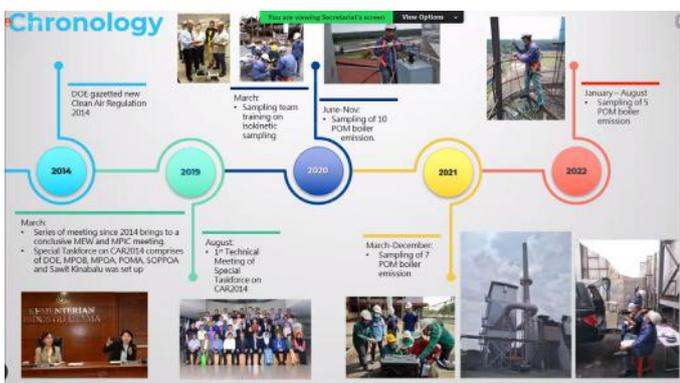 You are viewing Secretariat's screen
View Options
Chronology
DOE gazetted new
Clean Air Regulation
2014
March:
• Sampling team
training on
isokinetic
sampling
June-Nov:
• Sampling of 10
POM boiler
emission.
January – August
• Sampling of 5
POM boiler
emission
2014
2019
2020
2021
2022
March:
• Series of meeting since 2014 brings to a
conclusive MEW and MPIC meeting.
• Special Taskforce on CAR2014 comprises
of DOE, MPOB, MPOA, POMA, SOPPOA
and Sawit Kinabalu was set up
August:
• 1st Technical
Meeting of
Special
Taskforce on
CAR2014
March-December:
• Sampling of 7
POM boiler
emission
KEMENTERIAN